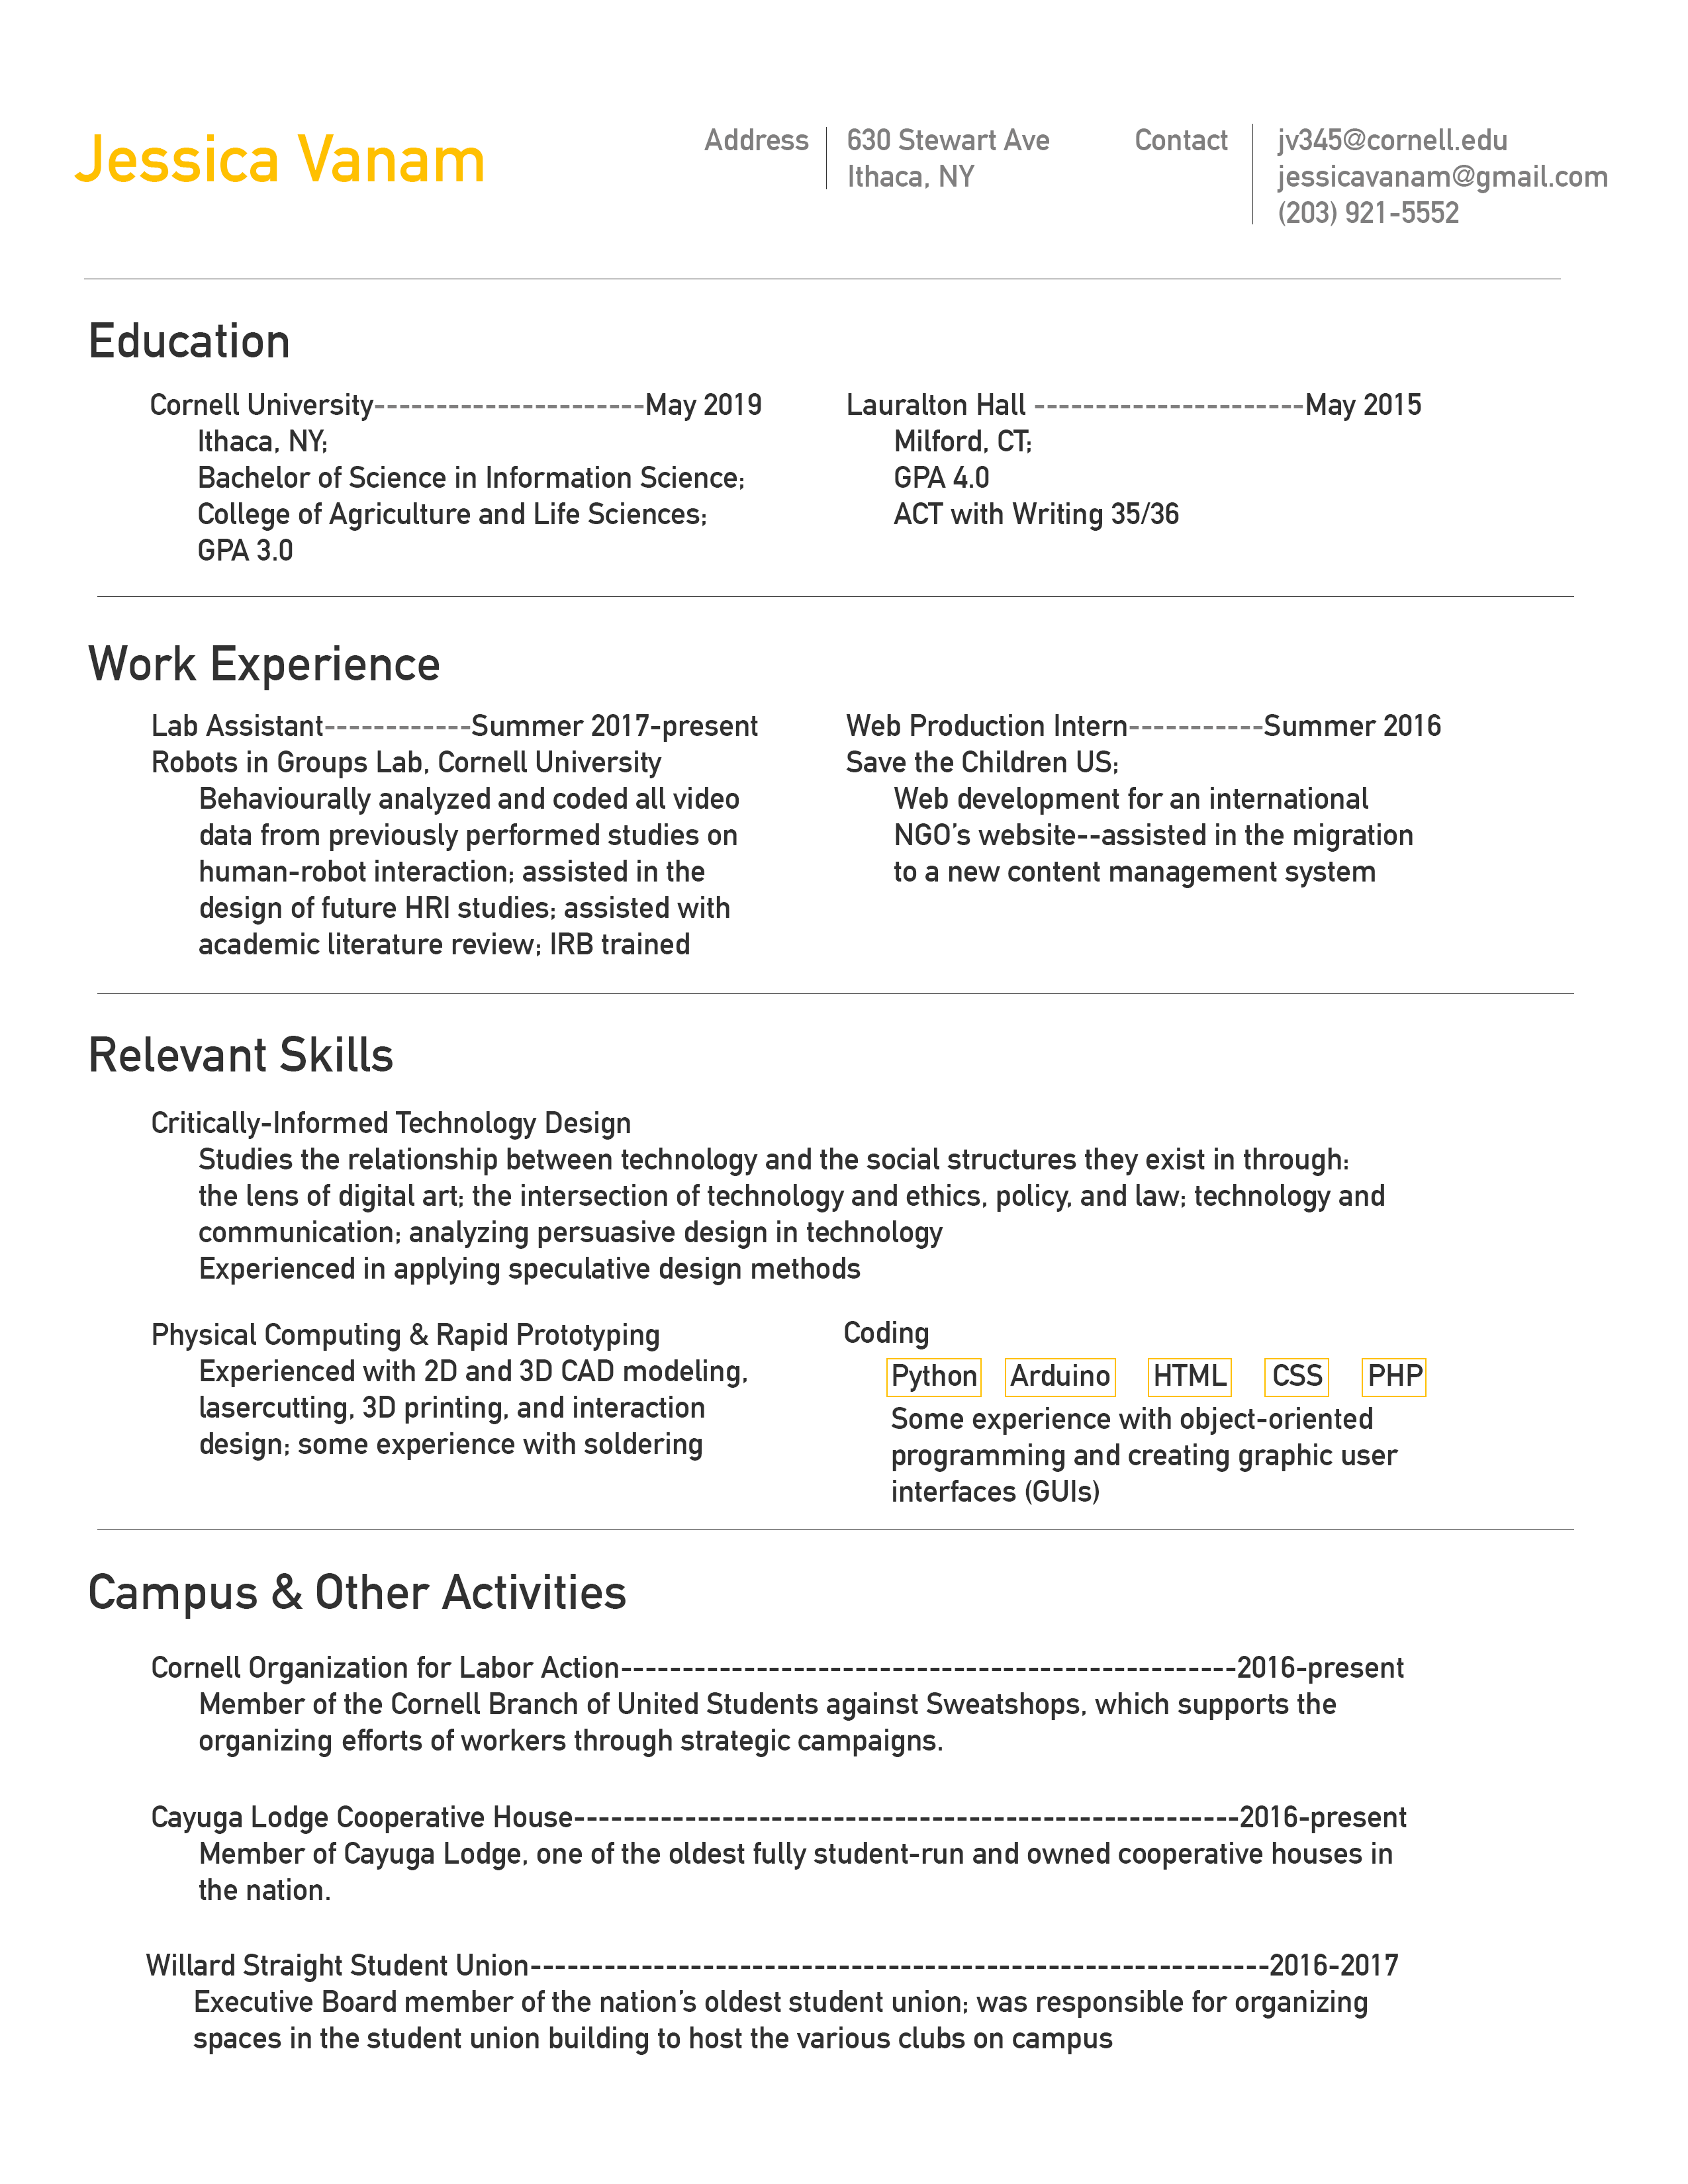 Jessica Vanam
Address
630 Stewart Ave
Ithaca, NY
Contact
jv345@cornell.edu
jessicavanam@gmail.com
(203) 921-5552
Education
Cornell University----------------------May 2019
Ithaca, NY;
Bachelor of Science in Information Science;
College of Agriculture and Life Sciences;
GPA 3.0
Lauralton Hall ----------------------May 2015
Milford, CT;
GPA 4.0
ACT with Writing 35/36
Work Experience
Lab Assistant------------Summer 2017-present
Robots in Groups Lab, Cornell University
Behaviourally analyzed and coded all video
data from previously performed studies on
human-robot interaction; assisted in the
design of future HRI studies; assisted with
academic literature review; IRB trained
Web Production Intern-----------Summer 2016
Save the Children US;
Web development for an international
NGO’s website--assisted in the migration
to a new content management system
Relevant Skills
Critically-Informed Technology Design
Studies the relationship between technology and the social structures they exist in through:
the lens of digital art; the intersection of technology and ethics, policy, and law; technology and
communication; analyzing persuasive design in technology
Experienced in applying speculative design methods
Physical Computing & Rapid Prototyping
Experienced with 2D and 3D CAD modeling,
lasercutting, 3D printing, and interaction
design; some experience with soldering
Coding
Python Arduino HTML CSS PHP
Some experience with object-oriented
programming and creating graphic user
interfaces (GUIs)
Campus & Other Activities
Cornell Organization for Labor Action--------------------------------------------------2016-present
Member of the Cornell Branch of United Students against Sweatshops, which supports the
organizing efforts of workers through strategic campaigns.
Cayuga Lodge Cooperative House------------------------------------------------------2016-present
Member of Cayuga Lodge, one of the oldest fully student-run and owned cooperative houses in
the nation.
Willard Straight Student Union------------------------------------------------------------2016-2017
Executive Board member of the nation’s oldest student union; was responsible for organizing
spaces in the student union building to host the various clubs on campus